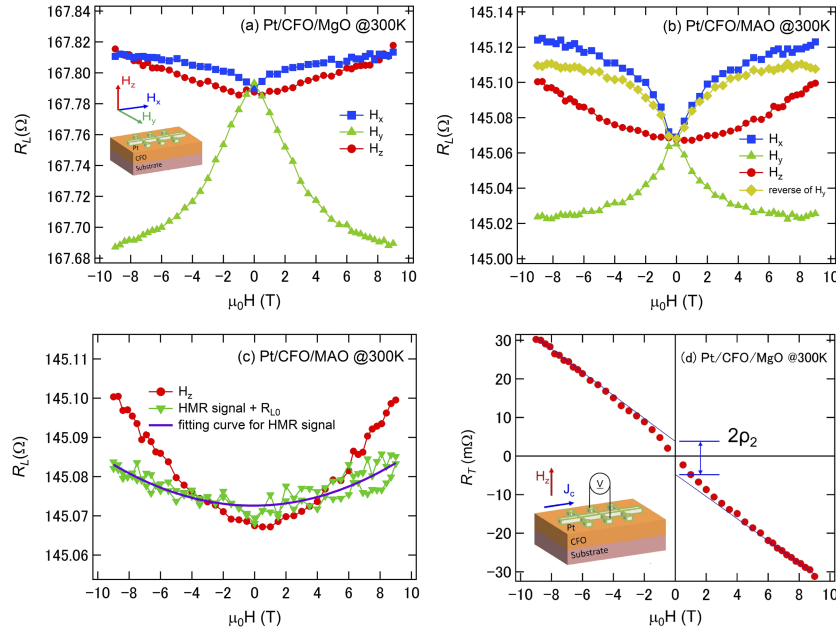 (a) Pt/CFO/MgO @300K
167.84
167.82
167.80
167.78
167.76
167.74
167.72
167.70
167.68
R_L(Ω)
H_z
H_x
H_y
Pt
CFO
Substrate
H_x
H_y
H_z
−10 −8 −6 −4 −2 0 2 4 6 8 10
μ₀H (T)
(b) Pt/CFO/MAO @300K
145.14
145.12
145.10
145.08
145.06
145.04
145.02
145.00
R_L(Ω)
H_x
H_y
H_z
reverse of H_y
−10 −8 −6 −4 −2 0 2 4 6 8 10
μ₀H (T)
(c) Pt/CFO/MAO @300K
145.11
145.10
145.09
145.08
145.07
145.06
R_L(Ω)
H_z
HMR signal + R_L0
fitting curve for HMR signal
−10 −8 −6 −4 −2 0 2 4 6 8 10
μ₀H (T)
(d) Pt/CFO/MgO @300K
30
20
10
0
−10
−20
−30
R_T (mΩ)
2ρ₂
H_z
J_c
V
Pt
CFO
Substrate
−10 −8 −6 −4 −2 0 2 4 6 8 10
μ₀H (T)